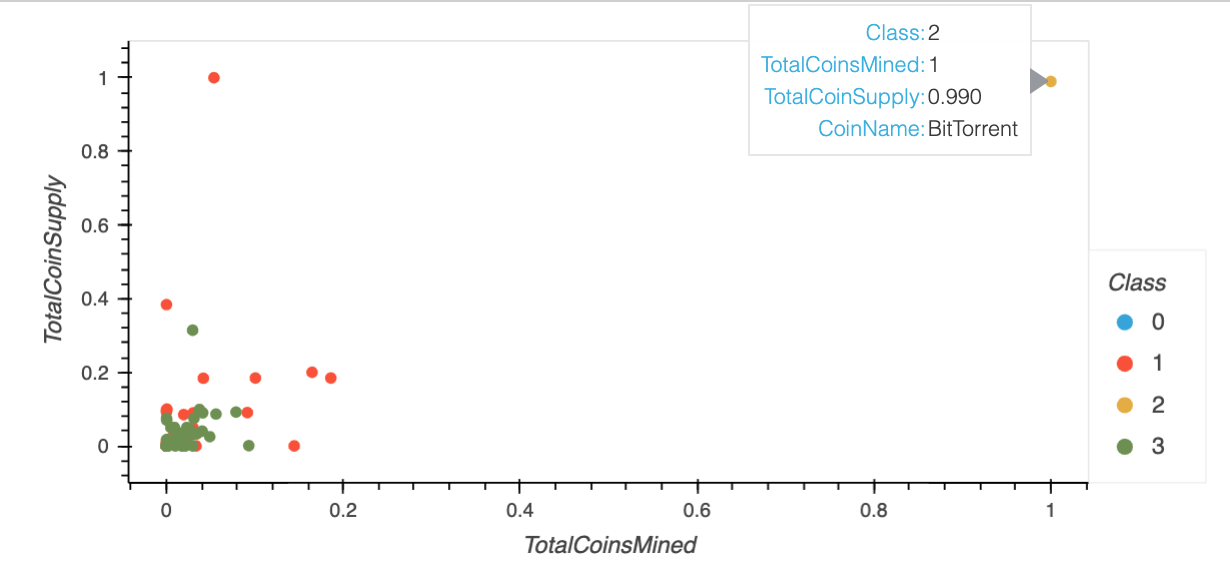 Class: 2
TotalCoinsMined: 1
TotalCoinSupply: 0.990
CoinName: BitTorrent
TotalCoinSupply
1
0.8
0.6
0.4
0.2
0
Class
0
1
2
3
0 0.2 0.4 0.6 0.8 1
TotalCoinsMined